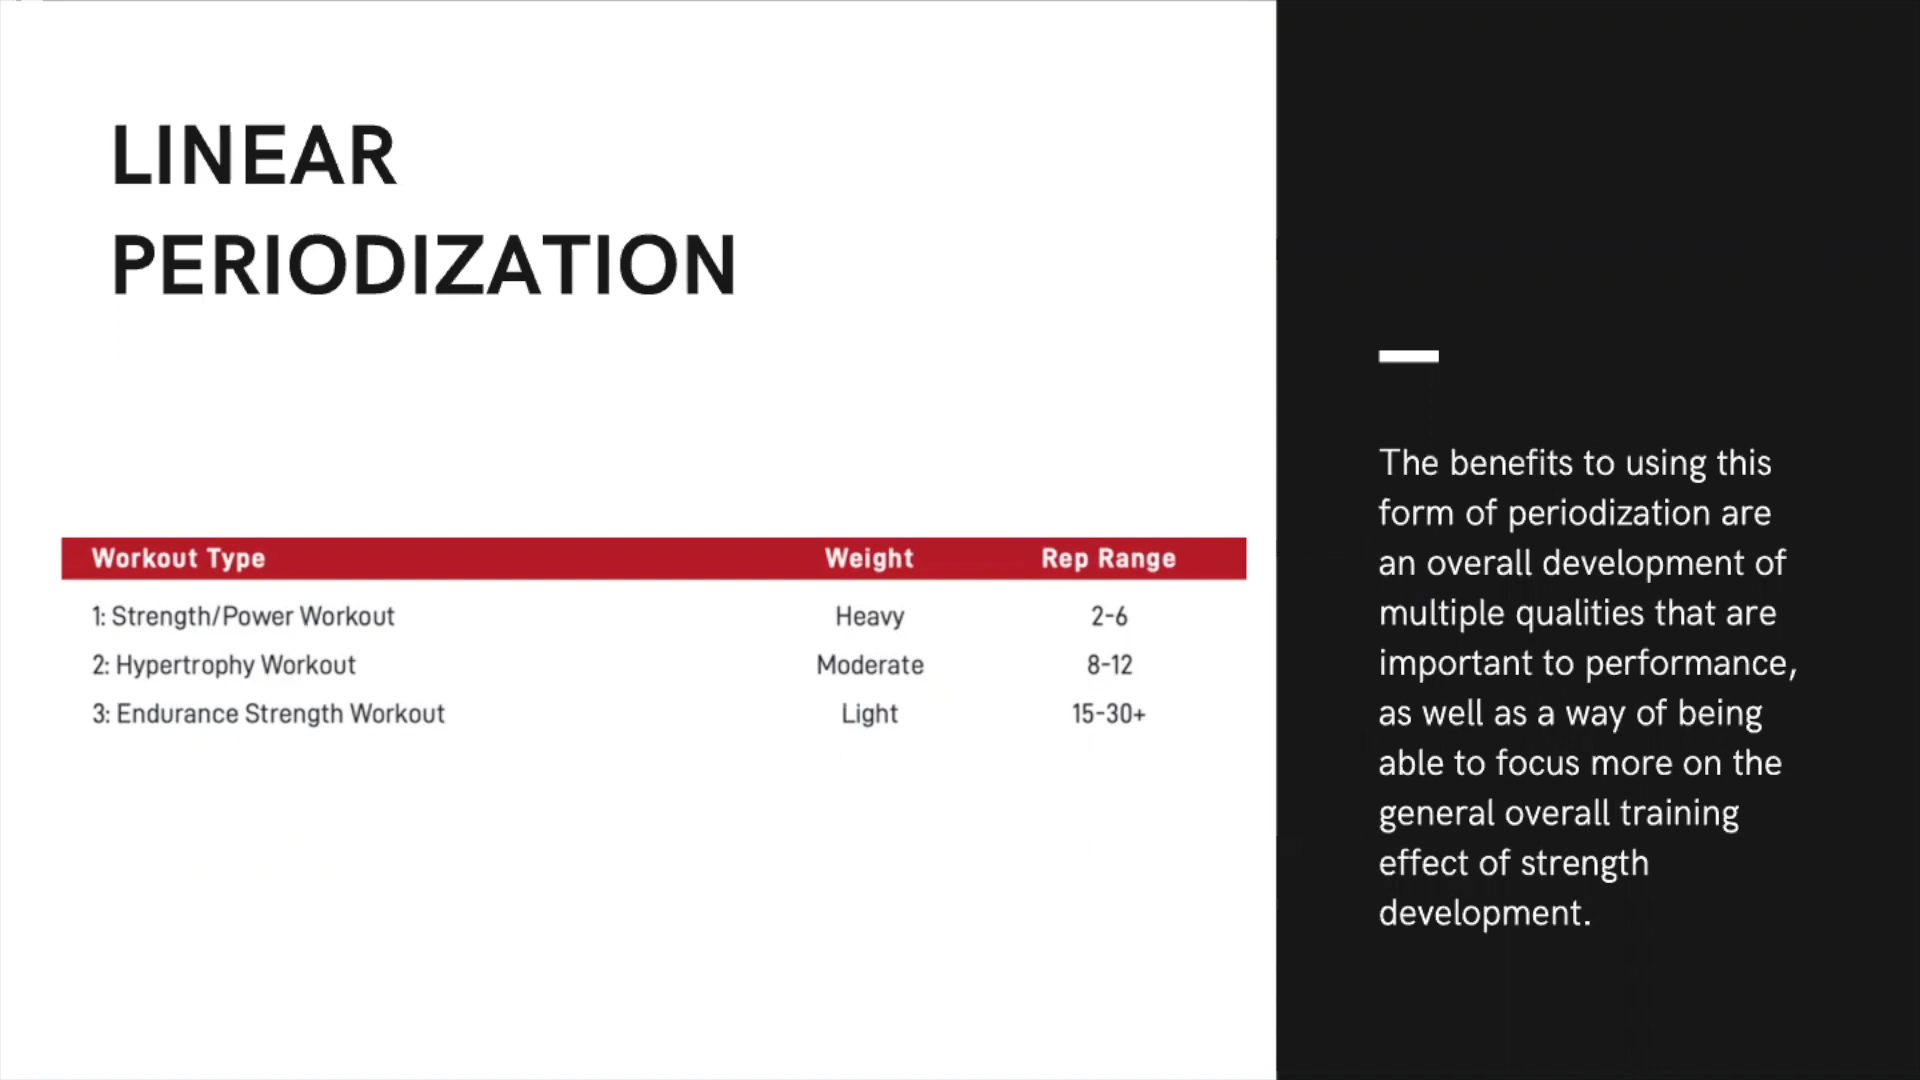 LINEAR
PERIODIZATION
Workout Type Weight Rep Range
1: Strength/Power Workout Heavy 2-6
2: Hypertrophy Workout Moderate 8-12
3: Endurance Strength Workout Light 15-30+
The benefits to using this
form of periodization are
an overall development of
multiple qualities that are
important to performance,
as well as a way of being
able to focus more on the
general overall training
effect of strength
development.